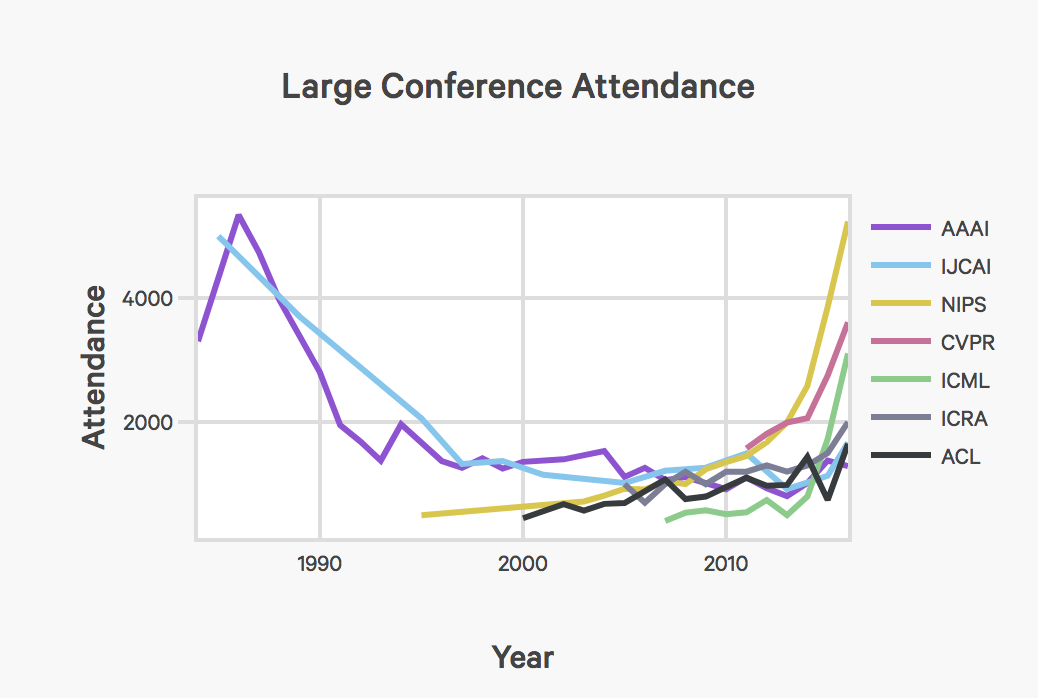 Large Conference Attendance
Attendance
4000
2000
1990
2000
2010
Year
AAAI
IJCAI
NIPS
CVPR
ICML
ICRA
ACL